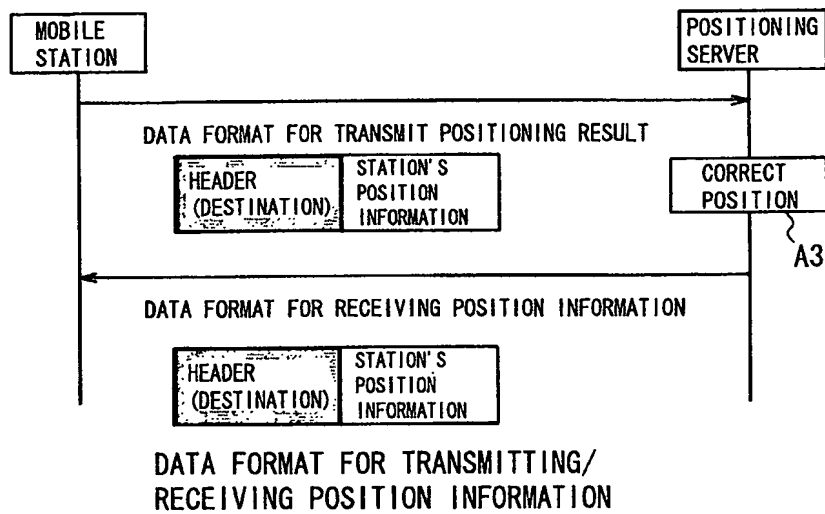 MOBILE
STATION
POSITIONING
SERVER
DATA FORMAT FOR TRANSMIT POSITIONING RESULT
HEADER
(DESTINATION)
STATION'S
POSITION
INFORMATION
CORRECT
POSITION
A3
DATA FORMAT FOR RECEIVING POSITION INFORMATION
HEADER
(DESTINATION)
STATION'S
POSITION
INFORMATION
DATA FORMAT FOR TRANSMITTING/
RECEIVING POSITION INFORMATION